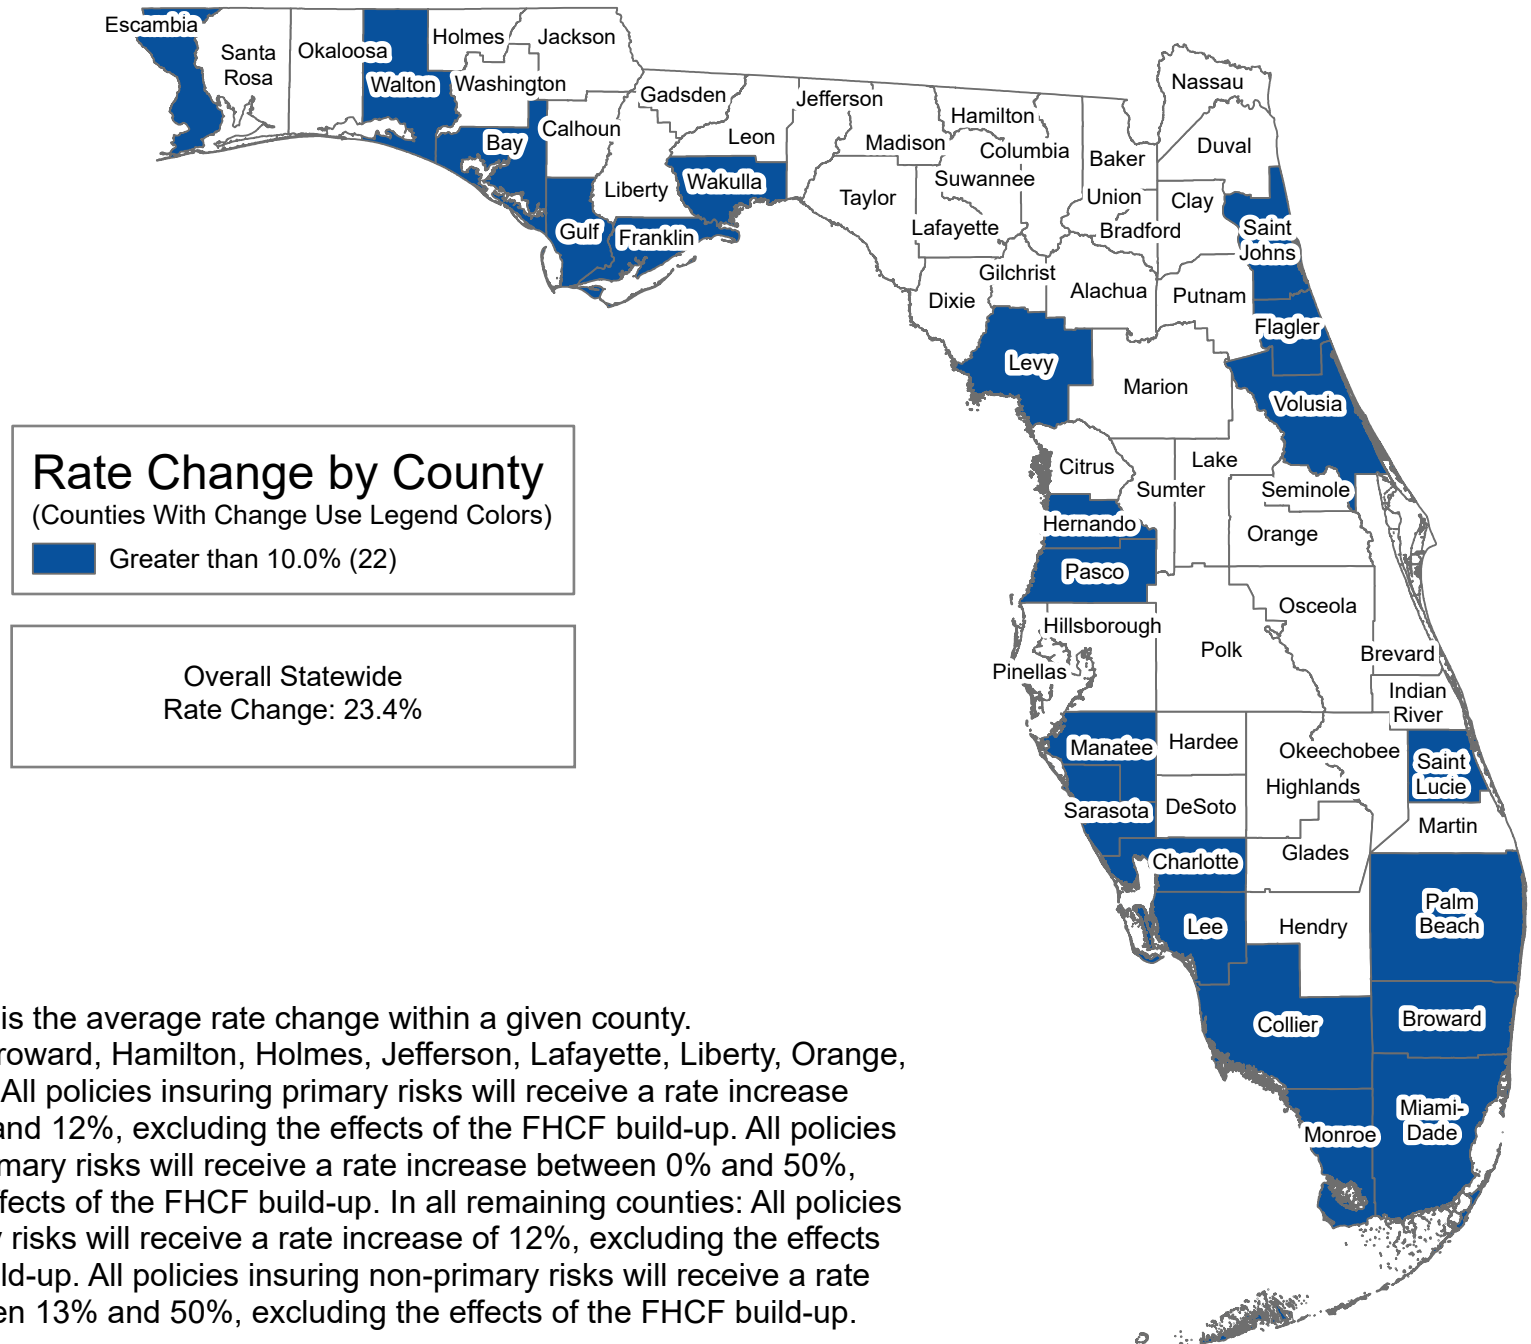 Escambia
Santa
Rosa
Okaloosa
Walton
Holmes
Jackson
Washington
Bay
Calhoun
Gulf
Gadsden
Liberty
Franklin
Leon
Wakulla
Jefferson
Madison
Taylor
Hamilton
Columbia
Suwannee
Lafayette
Baker
Union
Bradford
Nassau
Duval
Clay
Saint
Johns
Gilchrist
Dixie
Alachua
Putnam
Flagler
Levy
Marion
Volusia
Citrus
Lake
Sumter
Seminole
Hernando
Orange
Pasco
Osceola
Hillsborough
Polk
Pinellas
Brevard
Indian
River
Manatee
Hardee
Okeechobee
Highlands
Saint
Lucie
Sarasota
DeSoto
Martin
Charlotte
Glades
Lee
Hendry
Palm
Beach
Collier
Broward
Monroe
Miami-
Dade
Rate Change by County
(Counties With Change Use Legend Colors)
Greater than 10.0% (22)
Overall Statewide
Rate Change: 23.4%
is the average rate change within a given county.
roward, Hamilton, Holmes, Jefferson, Lafayette, Liberty, Orange,
All policies insuring primary risks will receive a rate increase
and 12%, excluding the effects of the FHCF build-up. All policies
mary risks will receive a rate increase between 0% and 50%,
ffects of the FHCF build-up. In all remaining counties: All policies
y risks will receive a rate increase of 12%, excluding the effects
ld-up. All policies insuring non-primary risks will receive a rate
en 13% and 50%, excluding the effects of the FHCF build-up.